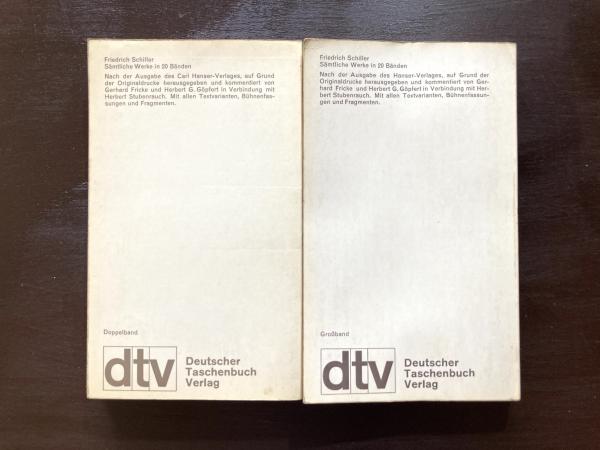 Friedrich Schiller
Sämtliche Werke in 20 Bänden
Nach der Ausgabe des Carl Hanser-Verlages, auf Grund
der Originaldrucke herausgegeben und kommentiert von
Gerhard Fricke und Herbert G. Göpfert in Verbindung mit
Herbert Stubenrauch. Mit allen Textvarianten, Bühnenfas-
sungen und Fragmenten.
Doppelband
dtv
Deutscher
Taschenbuch
Verlag
Friedrich Schiller
Sämtliche Werke in 20 Bänden
Nach der Ausgabe des Hanser-Verlages, auf Grund der
Originaldrucke herausgegeben und kommentiert von Ger-
hard Fricke und Herbert G. Göpfert in Verbindung mit Her-
bert Stubenrauch. Mit allen Textvarianten, Bühnenfassun-
gen und Fragmenten.
Großband
dtv
Deutscher
Taschenbuch
Verlag